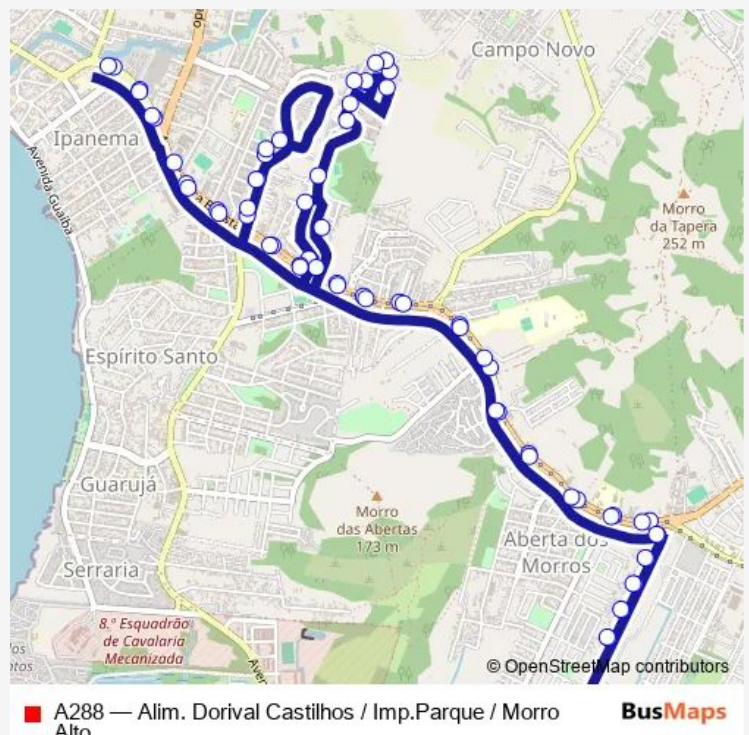 Campo Novo
Ipanema
Avenida Guaíba
Morro
da Tapera
252 m
Espírito Santo
Guarujá
Morro
das Abertas
173 m
Aberta dos
Morros
Serraria
8.º Esquadrão
de Cavalaria
Mecanizada
© OpenStreetMap contributors
A288 — Alim. Dorival Castilhos / Imp.Parque / Morro
Alto
BusMaps